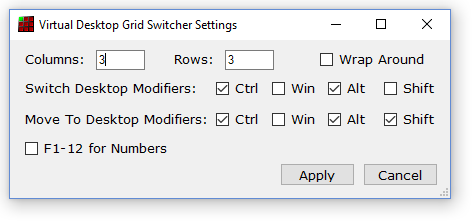 Virtual Desktop Grid Switcher Settings
Columns: 3 Rows: 3 Wrap Around
Switch Desktop Modifiers: Ctrl Win Alt Shift
Move To Desktop Modifiers: Ctrl Win Alt Shift
F1-12 for Numbers
Apply Cancel